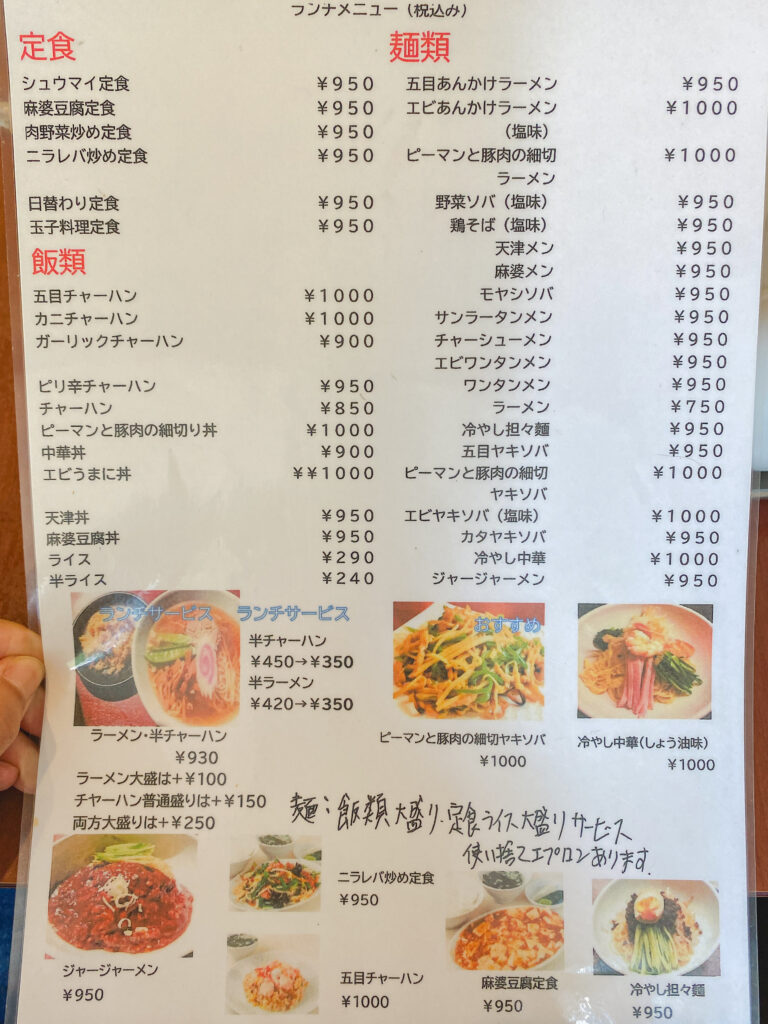 ランチメニュー（税込み）
定食
シュウマイ定食 ￥950
麻婆豆腐定食 ￥950
肉野菜炒め定食 ￥950
ニラレバ炒め定食 ￥950
日替わり定食 ￥950
玉子料理定食 ￥950
飯類
五目チャーハン ￥1000
カニチャーハン ￥1000
ガーリックチャーハン ￥900
ピリ辛チャーハン ￥950
チャーハン ￥850
ピーマンと豚肉の細切り丼 ￥1000
中華丼 ￥900
エビうまに丼 ￥￥1000
天津丼 ￥950
麻婆豆腐丼 ￥950
ライス ￥290
半ライス ￥240
麺類
五目あんかけラーメン ￥950
エビあんかけラーメン ￥1000
（塩味）
ピーマンと豚肉の細切 ￥1000
ラーメン
野菜ソバ（塩味） ￥950
鶏そば（塩味） ￥950
天津メン ￥950
麻婆メン ￥950
モヤシソバ ￥950
サンラータンメン ￥950
チャーシューメン ￥950
エビワンタンメン ￥950
ワンタンメン ￥950
ラーメン ￥750
冷やし担々麺 ￥950
五目ヤキソバ ￥950
ピーマンと豚肉の細切 ￥1000
ヤキソバ
エビヤキソバ（塩味） ￥1000
カタヤキソバ ￥950
冷やし中華 ￥1000
ジャージャーメン ￥950
ランチサービス
ランチサービス
半チャーハン
￥450→￥350
半ラーメン
￥420→￥350
ラーメン・半チャーハン
￥930
ラーメン大盛は＋￥100
チヤーハン普通盛りは＋￥150
両方大盛りは＋￥250
おすすめ
ピーマンと豚肉の細切ヤキソバ
￥1000
冷やし中華（しょう油味）
￥1000
麺；飯類大盛り・定食ライス大盛りサービス
使い捨てエプロンあります.
ジャージャーメン
￥950
ニラレバ炒め定食
￥950
五目チャーハン
￥1000
麻婆豆腐定食
￥950
冷やし担々麺
￥950